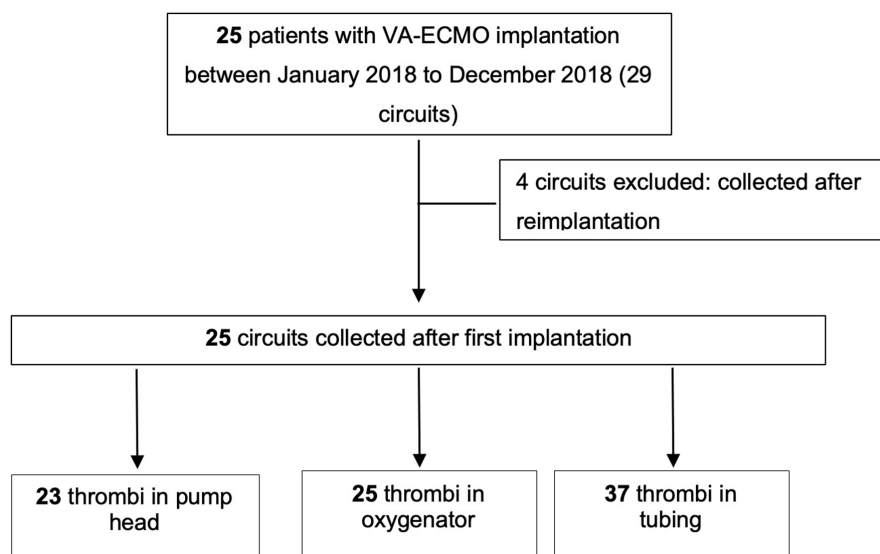 25 patients with VA-ECMO implantation
between January 2018 to December 2018 (29
circuits)
4 circuits excluded: collected after
reimplantation
25 circuits collected after first implantation
23 thrombi in pump
head
25 thrombi in
oxygenator
37 thrombi in
tubing